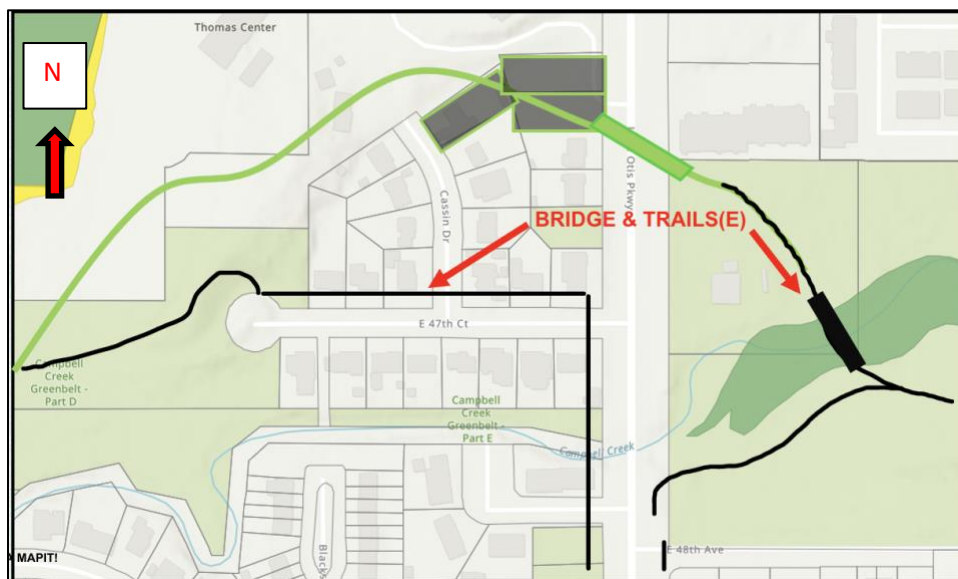 Thomas Center
N
Otis Pkwy
Cassin Dr
BRIDGE & TRAILS(E)
E 47th Ct
Campbell
Creek
Greenbelt -
Part D
Campbell
Creek
Greenbelt -
Part E
Campbell Creek
Black
MAPIT!
E 48th Ave